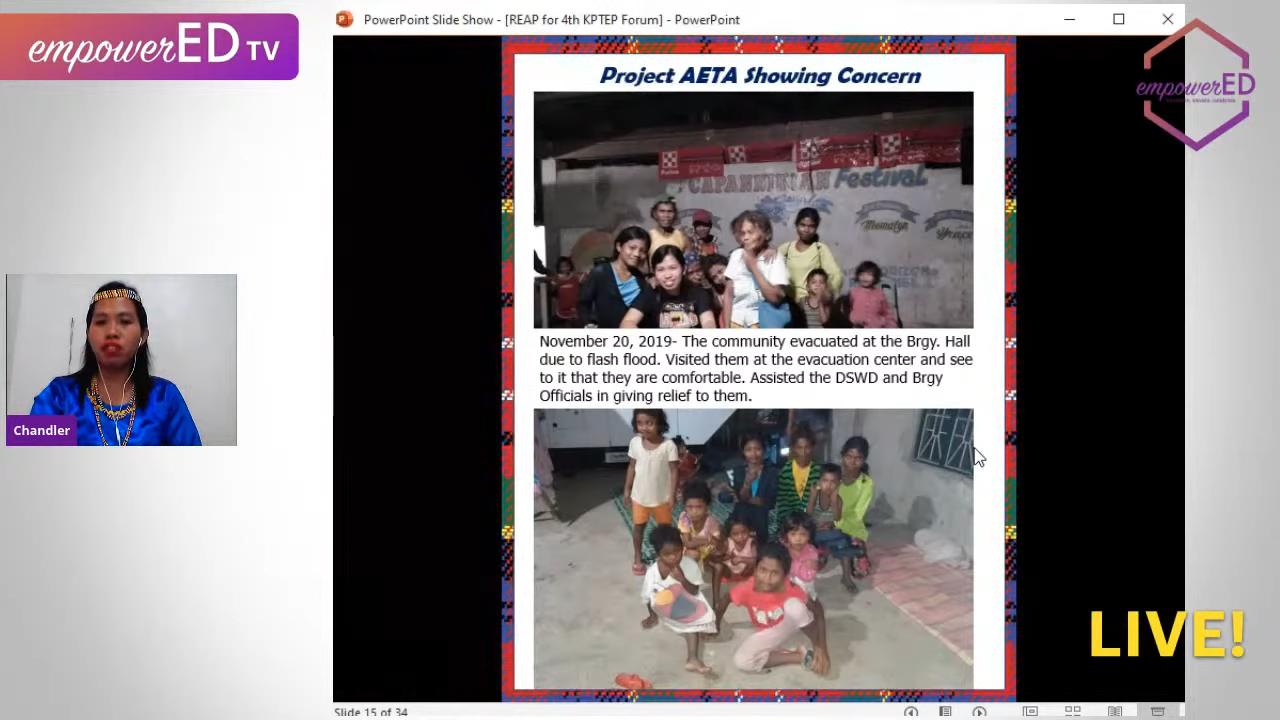 empowerED TV
PowerPoint Slide Show - [REAP for 4th KPTEP Forum] - PowerPoint
empowerED
Project AETA Showing Concern
Purina
CAPANNIKIAN Festival
November 20, 2019- The community evacuated at the Brgy. Hall
due to flash flood. Visited them at the evacuation center and see
to it that they are comfortable. Assisted the DSWD and Brgy
Officials in giving relief to them.
Chandler
LIVE!
Slide 15 of 34